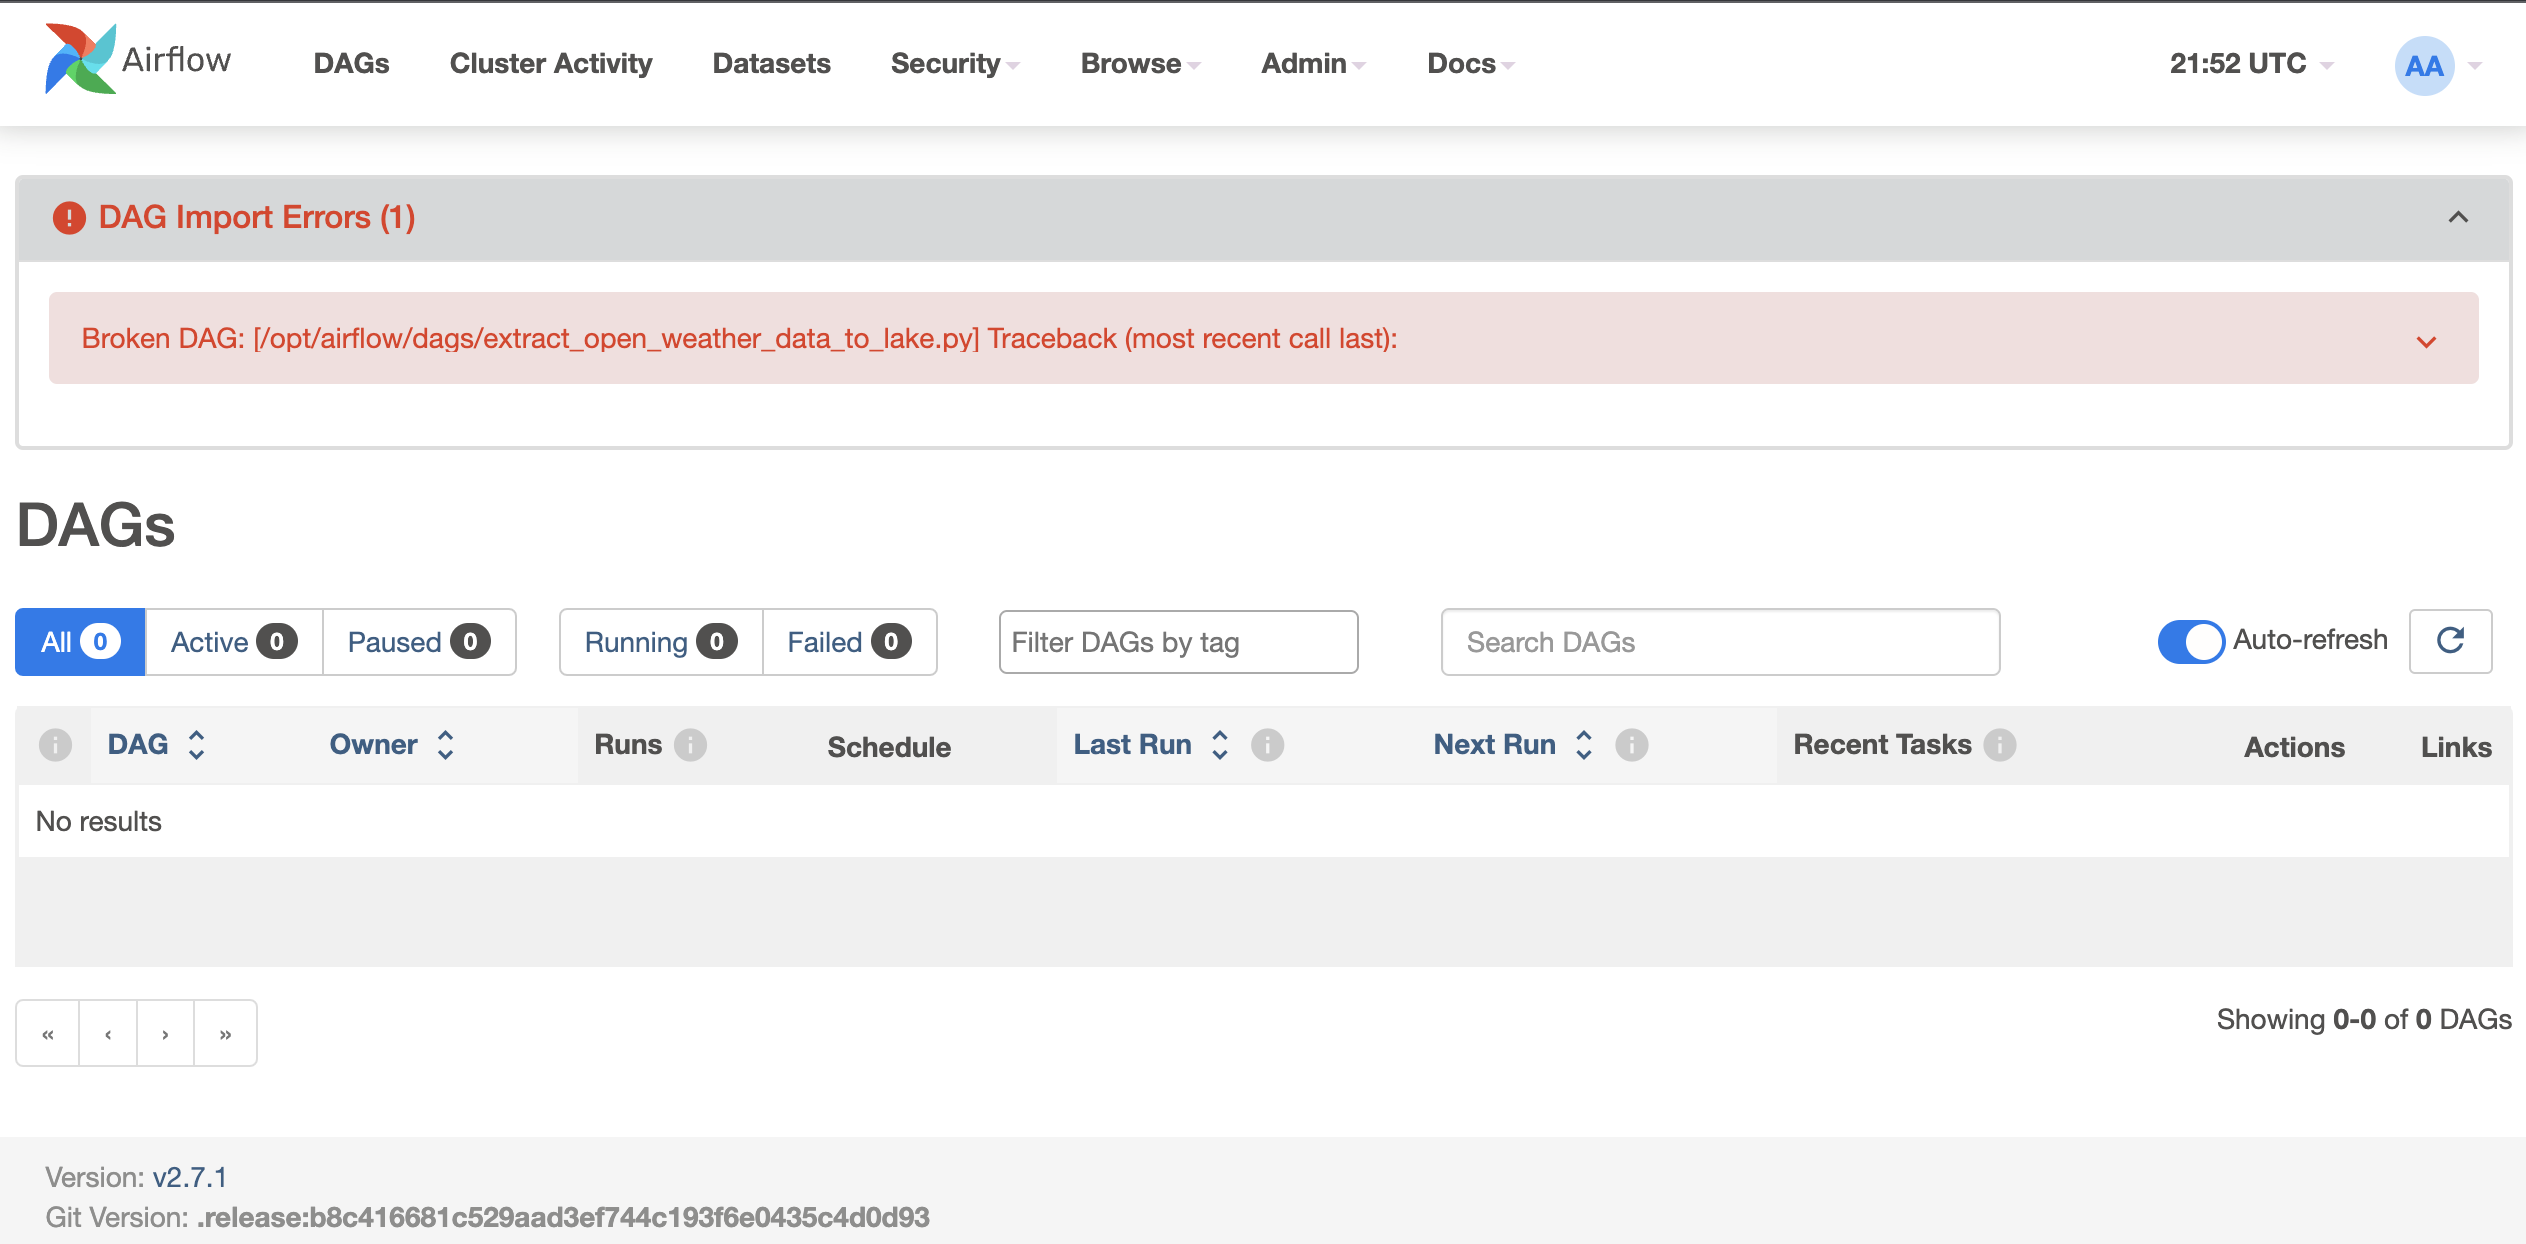 Airflow DAGs Cluster Activity Datasets Security Browse Admin Docs 21:52 UTC AA
DAG Import Errors (1)
Broken DAG: [/opt/airflow/dags/extract_open_weather_data_to_lake.py] Traceback (most recent call last):
DAGs
All 0 Active 0 Paused 0 Running 0 Failed 0 Filter DAGs by tag Search DAGs Auto-refresh
DAG Owner Runs Schedule Last Run Next Run Recent Tasks Actions Links
No results
« ‹ › » Showing 0-0 of 0 DAGs
Version: v2.7.1
Git Version: .release:b8c416681c529aad3ef744c193f6e0435c4d0d93